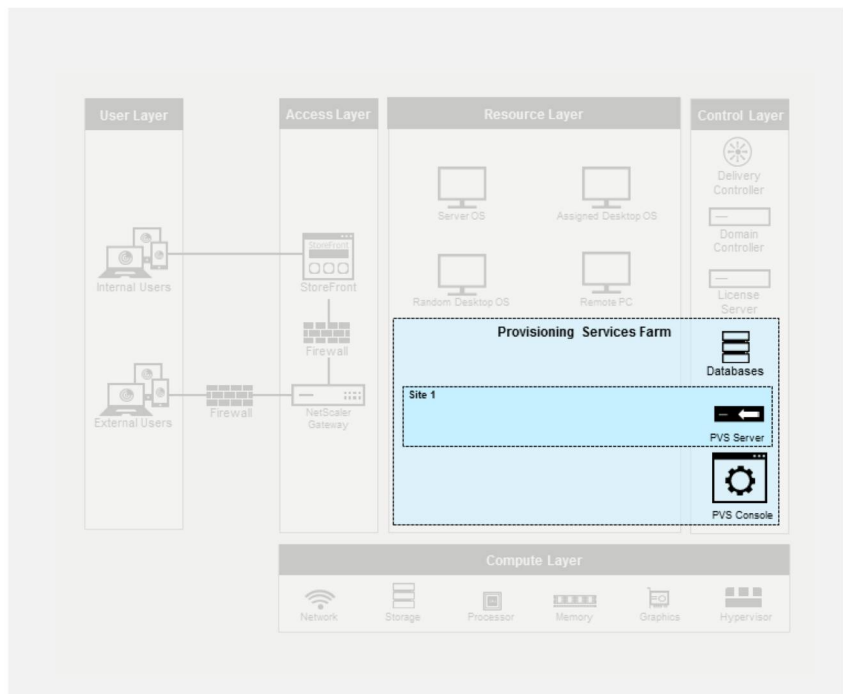 User Layer
Access Layer
Resource Layer
Control Layer
Delivery
Controller
Server OS
Assigned Desktop OS
Domain
Controller
StoreFront
Internal Users
StoreFront
Random Desktop OS
Remote PC
License
Server
Provisioning Services Farm
Firewall
Databases
Site 1
External Users
Firewall
NetScaler
Gateway
PVS Server
PVS Console
Compute Layer
Network
Storage
Processor
Memory
Graphics
Hypervisor